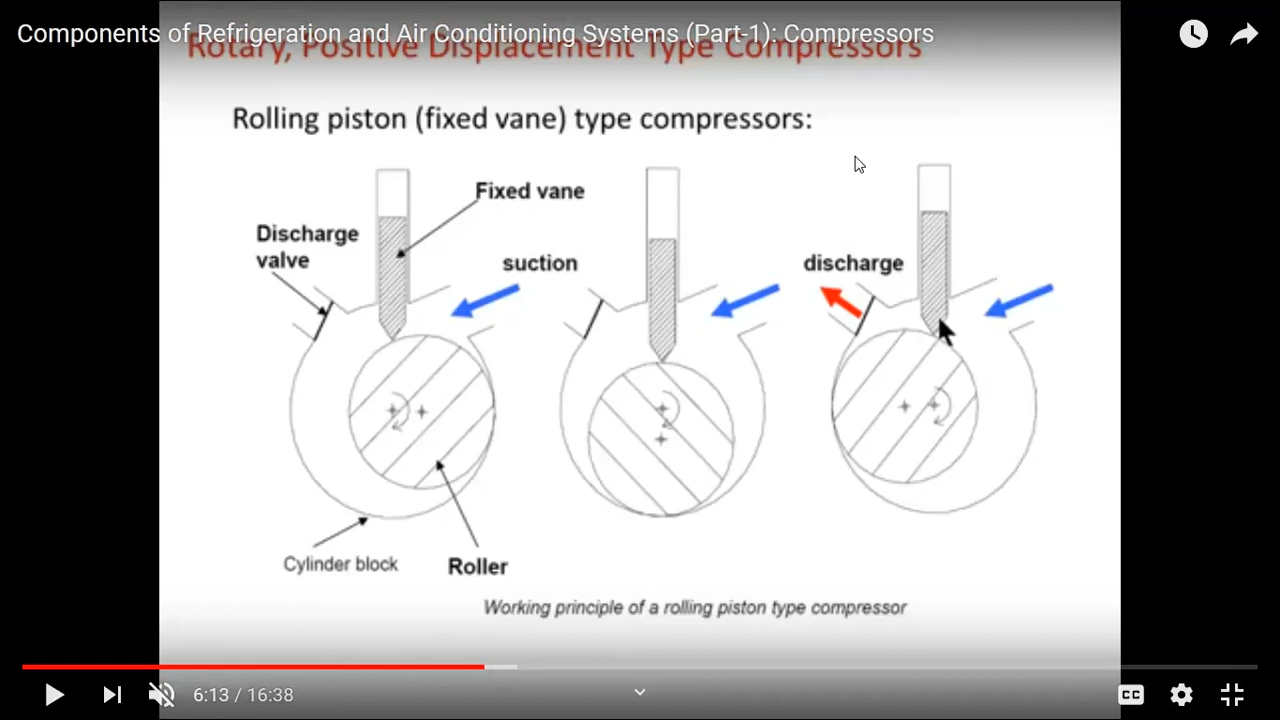 Components of Refrigeration and Air Conditioning Systems (Part-1): Compressors
Rotary, Positive Displacement Type Compressors
Rolling piston (fixed vane) type compressors:
Fixed vane
Discharge
valve
suction
discharge
Cylinder block
Roller
Working principle of a rolling piston type compressor
6:13 / 16:38
CC